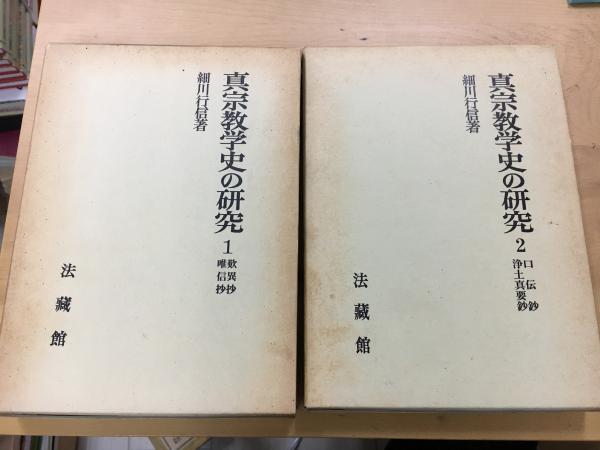 真宗教学史の研究 1
歎異抄
唯信抄
細川行信著
法藏館
真宗教学史の研究 2
口伝鈔
浄土真要鈔
細川行信著
法藏館